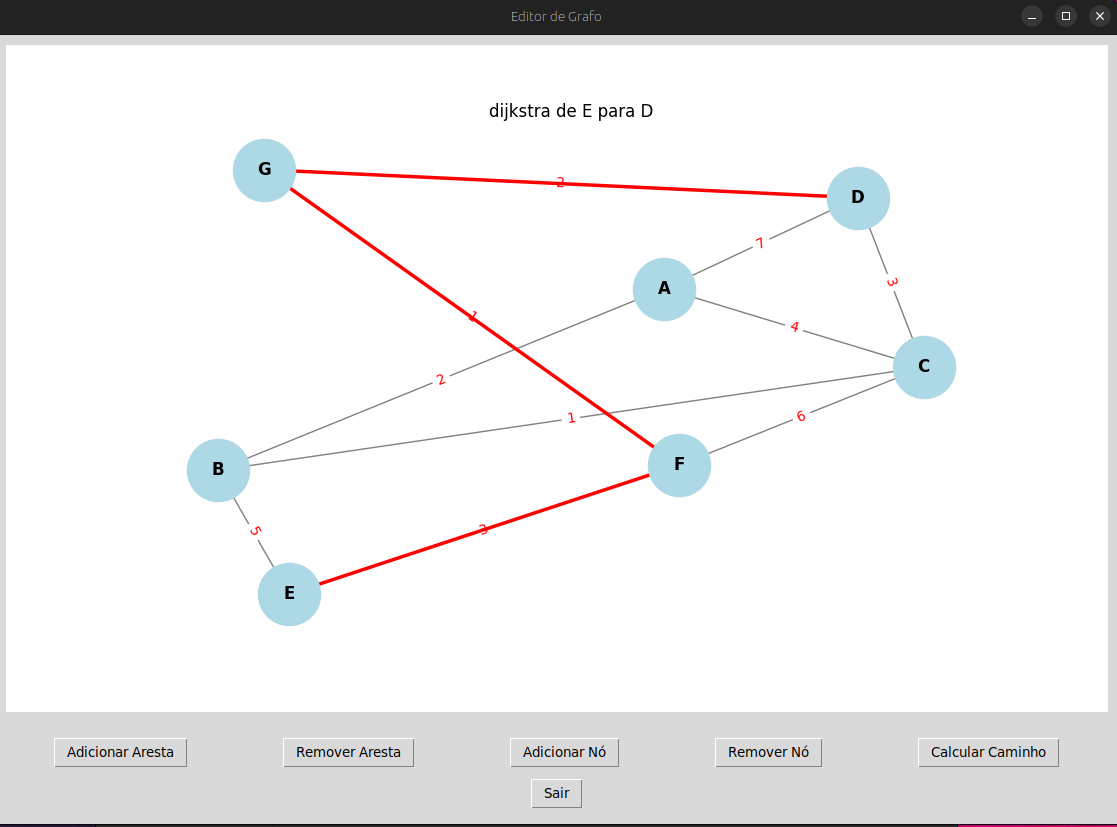 Editor de Grafo
dijkstra de E para D
G
2
D
7
A
3
4
1
C
2
1
6
B
F
5
3
E
Adicionar Aresta
Remover Aresta
Adicionar Nó
Remover Nó
Calcular Caminho
Sair